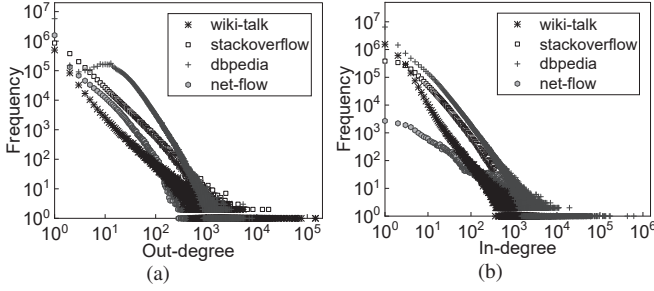 wiki-talk
stackoverflow
dbpedia
net-flow
Frequency
10^7
10^6
10^5
10^4
10^3
10^2
10^1
10^0
10^0 10^1 10^2 10^3 10^4 10^5
Out-degree
(a)
wiki-talk
stackoverflow
dbpedia
net-flow
Frequency
10^7
10^6
10^5
10^4
10^3
10^2
10^1
10^0
10^0 10^1 10^2 10^3 10^4 10^5 10^6
In-degree
(b)